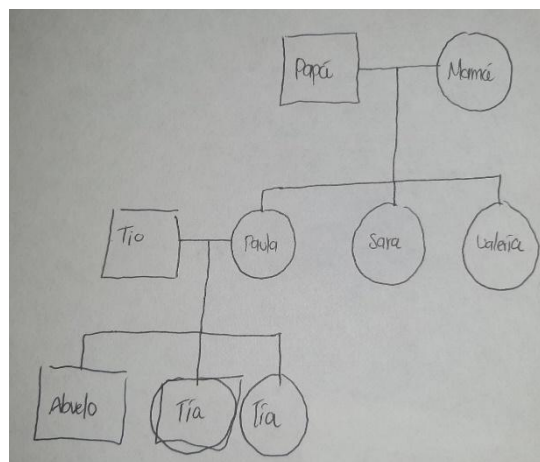 Papá
Mamá
Tio
Paula
Sara
Valeria
Abuelo
Tía
Tía